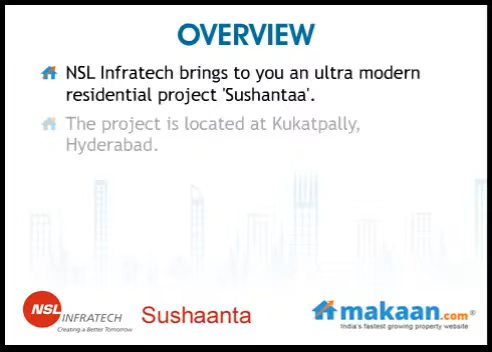 OVERVIEW
NSL Infratech brings to you an ultra modern
residential project 'Sushantaa'.
The project is located at Kukatpally,
Hyderabad.
NSL INFRATECH
Creating a Better Tomorrow
Sushaanta
makaan.com®
India's fastest growing property website